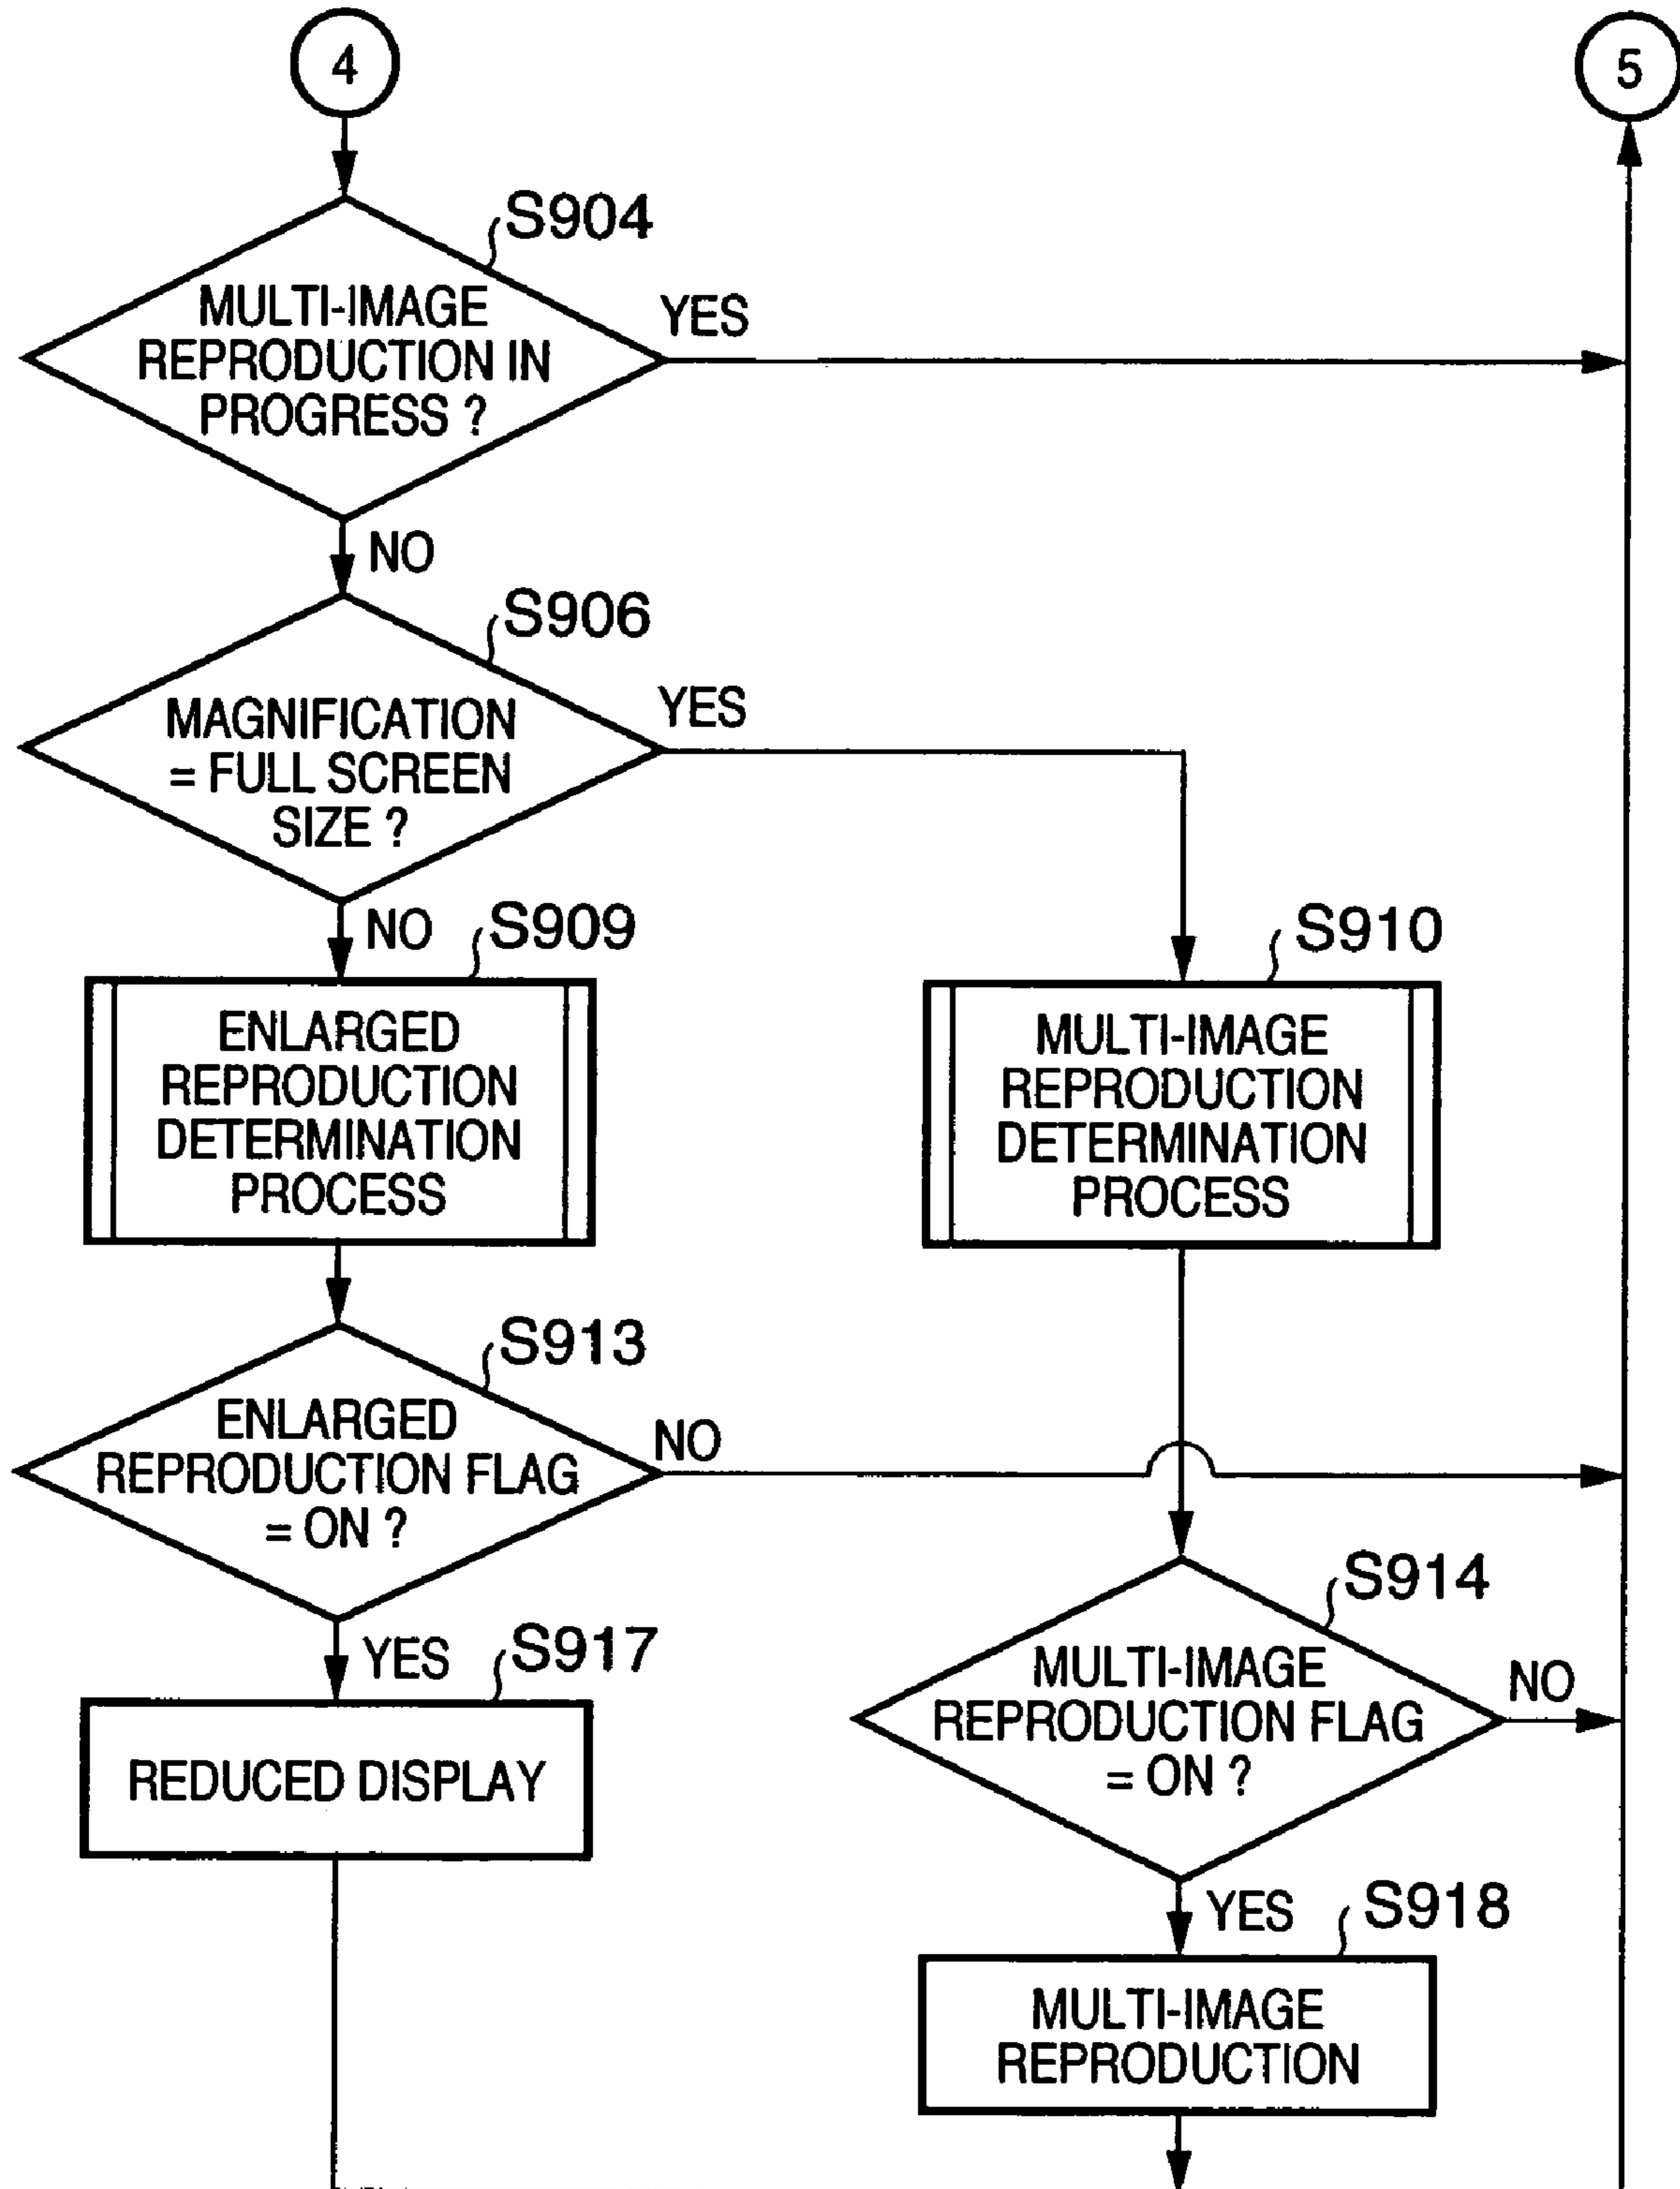 4
5
S904
MULTI-IMAGE
REPRODUCTION IN
PROGRESS ?
YES
NO
S906
MAGNIFICATION
= FULL SCREEN
SIZE ?
YES
NO
S909
ENLARGED
REPRODUCTION
DETERMINATION
PROCESS
S910
MULTI-IMAGE
REPRODUCTION
DETERMINATION
PROCESS
S913
ENLARGED
REPRODUCTION FLAG
= ON ?
NO
YES
S914
MULTI-IMAGE
REPRODUCTION FLAG
= ON ?
NO
YES
S917
REDUCED DISPLAY
S918
MULTI-IMAGE
REPRODUCTION